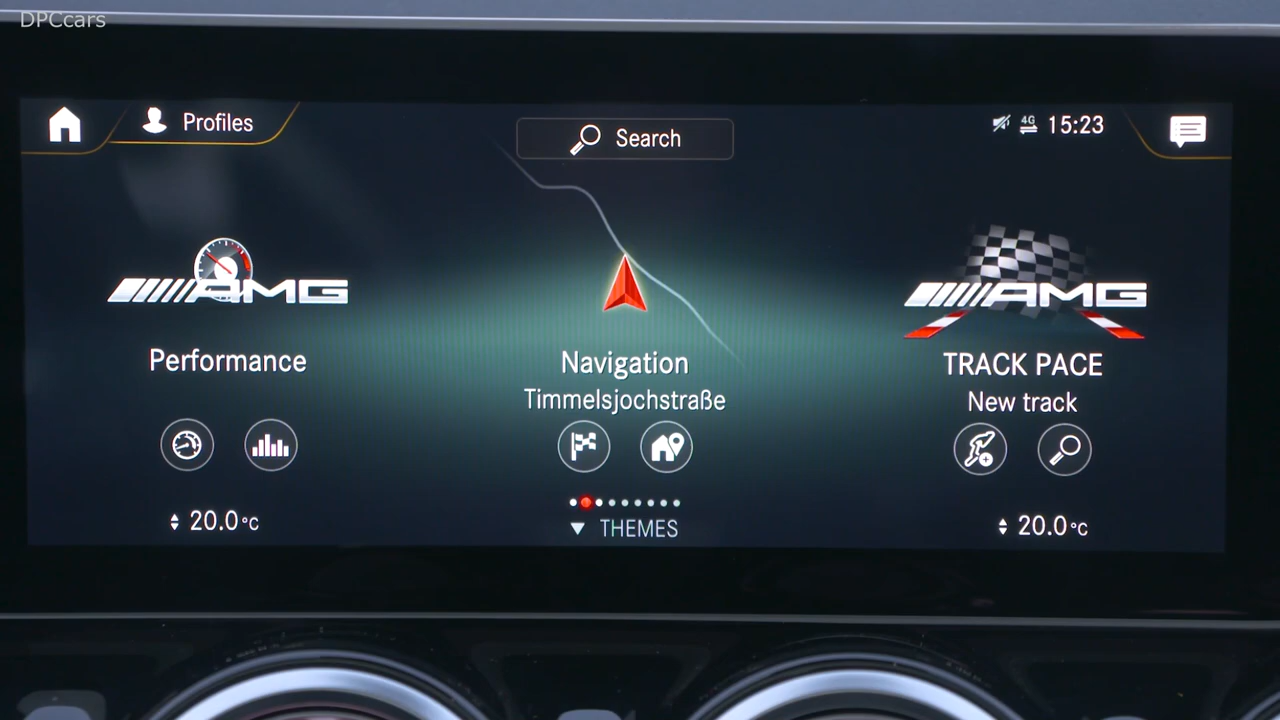 DPCcars
Profiles
Search
4G 15:23
AMG
AMG
Performance
Navigation
Timmelsjochstraße
TRACK PACE
New track
20.0°C
THEMES
20.0°C